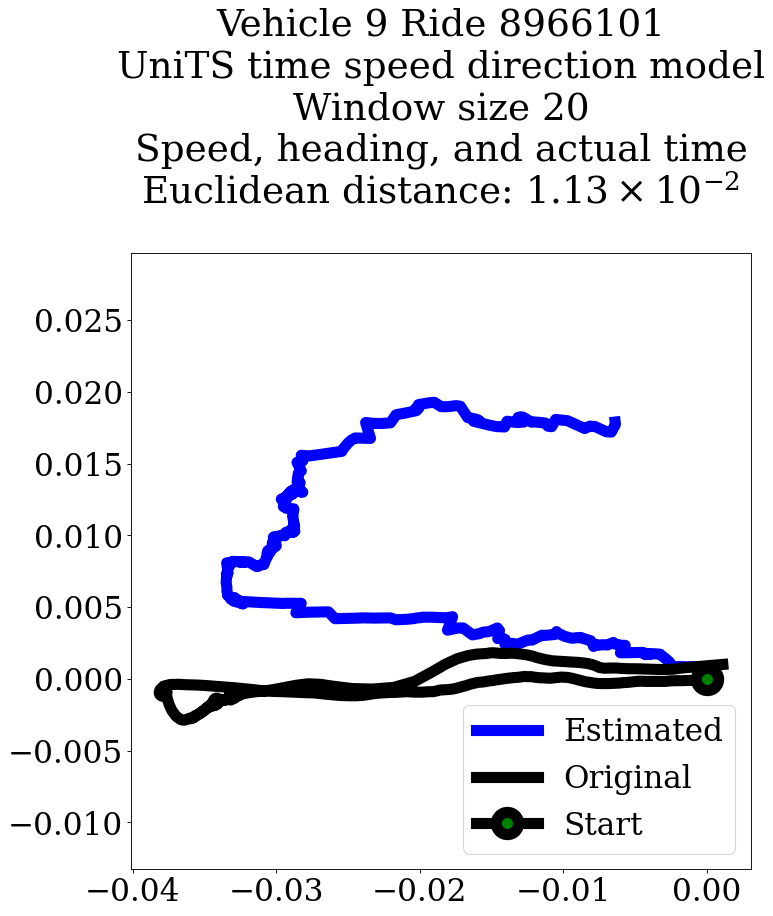 Vehicle 9 Ride 8966101
UniTS time speed direction model
Window size 20
Speed, heading, and actual time
Euclidean distance: 1.13 × 10⁻²
0.025
0.020
0.015
0.010
0.005
0.000
−0.005
−0.010
Estimated
Original
Start
−0.04 −0.03 −0.02 −0.01 0.00